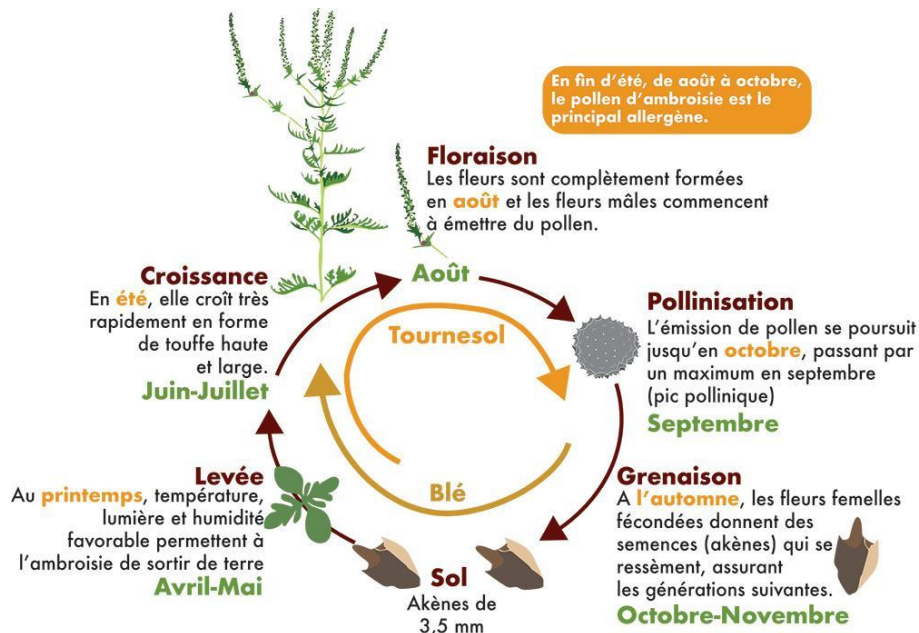 En fin d'été, de août à octobre,
le pollen d'ambroisie est le
principal allergène.
Floraison
Les fleurs sont complètement formées
en août et les fleurs mâles commencent
à émettre du pollen.
Août
Croissance
En été, elle croît très
rapidement en forme
de touffe haute
et large.
Juin-Juillet
Tournesol
Pollinisation
L'émission de pollen se poursuit
jusqu'en octobre, passant par
un maximum en septembre
(pic pollinique)
Septembre
Levée
Au printemps, température,
lumière et humidité
favorable permettent à
l'ambroisie de sortir de terre
Avril-Mai
Blé
Sol
Akènes de
3,5 mm
Grenaison
A l'automne, les fleurs femelles
fécondées donnent des
semences (akènes) qui se
ressèment, assurant
les générations suivantes.
Octobre-Novembre